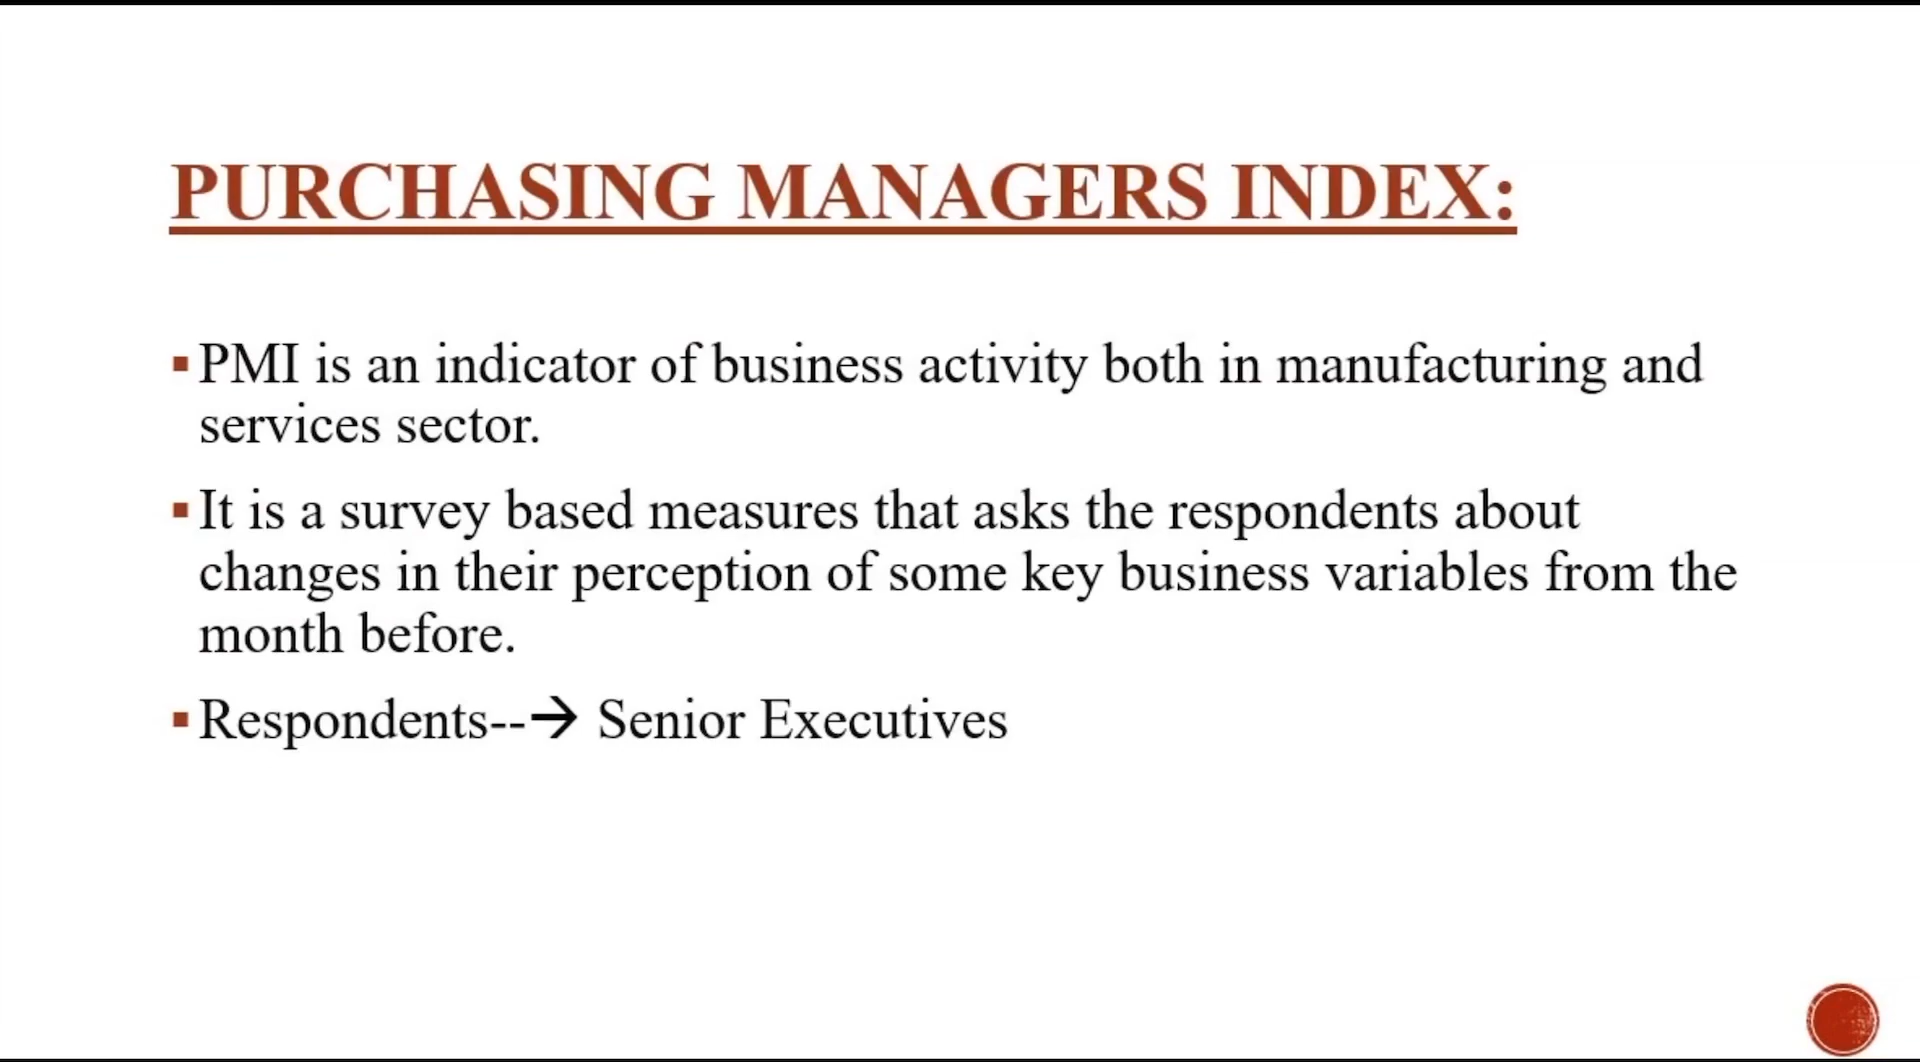 PURCHASING MANAGERS INDEX:
▪PMI is an indicator of business activity both in manufacturing and
services sector.
▪It is a survey based measures that asks the respondents about
changes in their perception of some key business variables from the
month before.
▪Respondents--→ Senior Executives